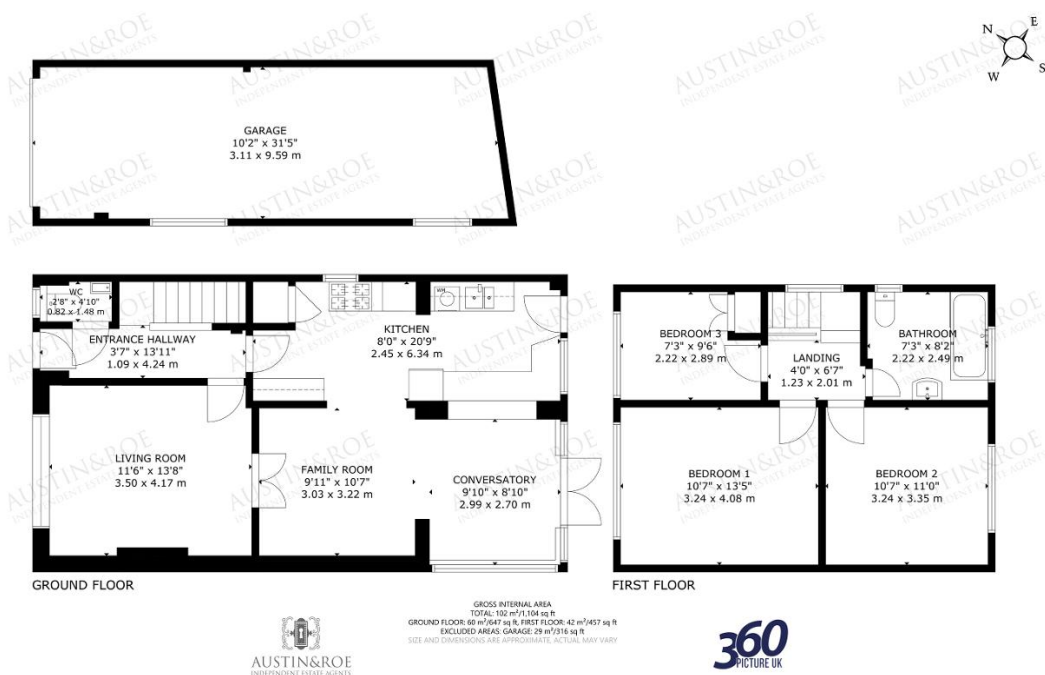 N
E
W
S
GARAGE
10'2" x 31'5"
3.11 x 9.59 m
WC
2'8" x 4'10"
0.82 x 1.48 m
ENTRANCE HALLWAY
3'7" x 13'11"
1.09 x 4.24 m
KITCHEN
8'0" x 20'9"
2.45 x 6.34 m
WM
LIVING ROOM
11'6" x 13'8"
3.50 x 4.17 m
FAMILY ROOM
9'11" x 10'7"
3.03 x 3.22 m
CONVERSATORY
9'10" x 8'10"
2.99 x 2.70 m
GROUND FLOOR
BEDROOM 3
7'3" x 9'6"
2.22 x 2.89 m
LANDING
4'0" x 6'7"
1.23 x 2.01 m
BATHROOM
7'3" x 8'2"
2.22 x 2.49 m
BEDROOM 1
10'7" x 13'5"
3.24 x 4.08 m
BEDROOM 2
10'7" x 11'0"
3.24 x 3.35 m
FIRST FLOOR
GROSS INTERNAL AREA
TOTAL: 102 m²/1,104 sq ft
GROUND FLOOR: 60 m²/647 sq ft, FIRST FLOOR: 42 m²/457 sq ft
EXCLUDED AREAS: GARAGE: 29 m²/316 sq ft
SIZE AND DIMENSIONS ARE APPROXIMATE, ACTUAL MAY VARY
AUSTIN&ROE
INDEPENDENT ESTATE AGENTS
360
PICTURE UK